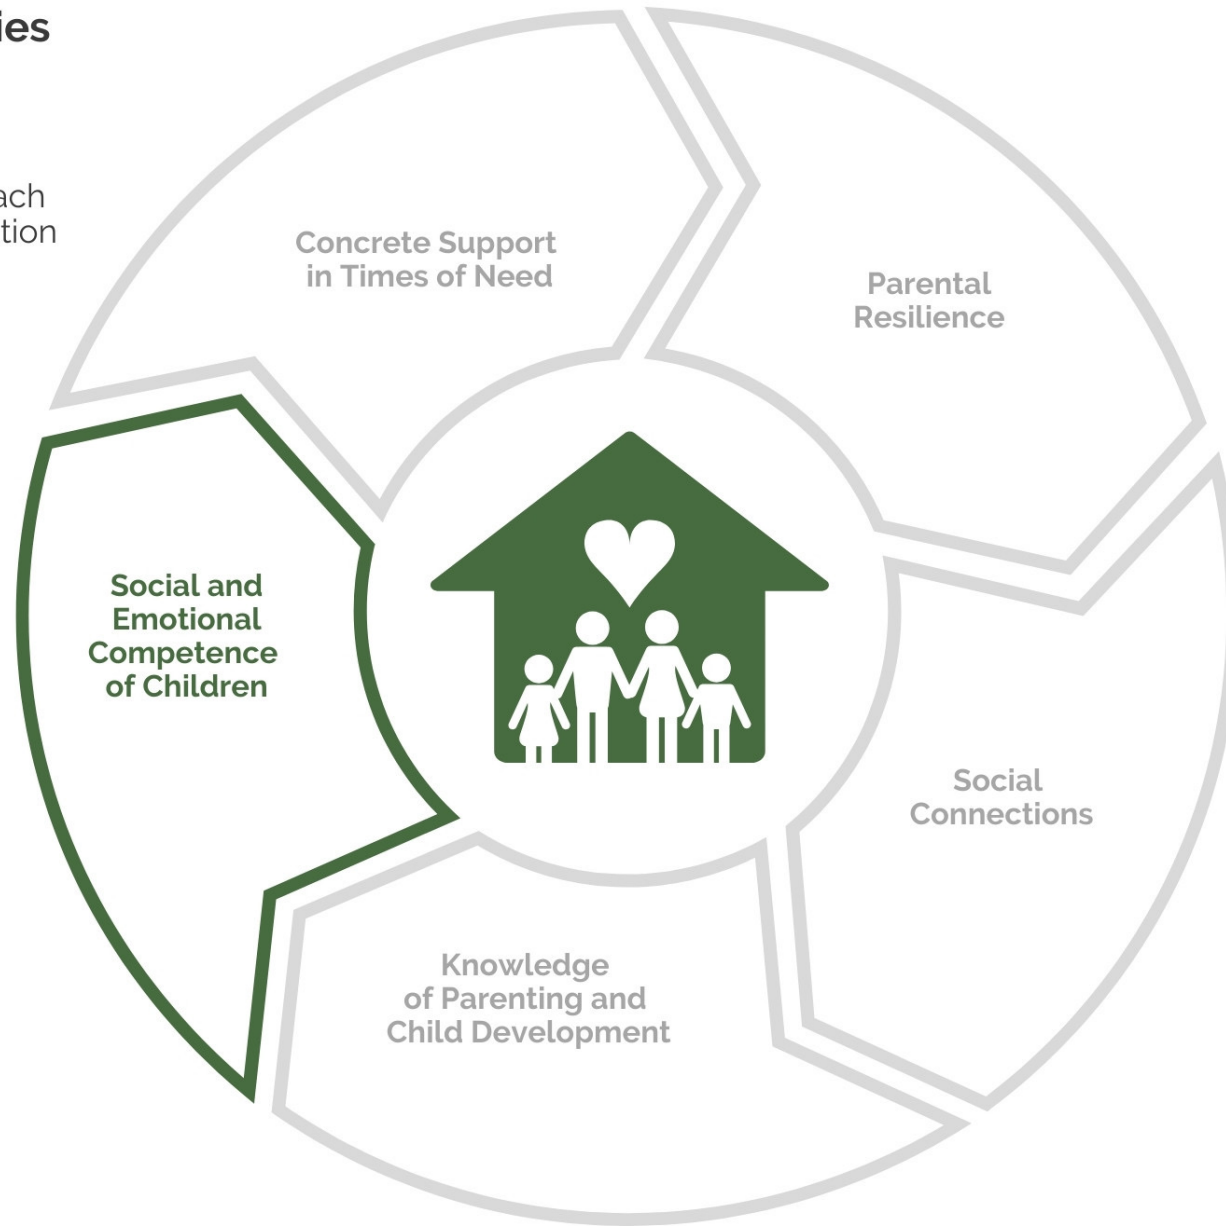 ies
ach
tion
Concrete Support
in Times of Need
Parental
Resilience
Social and
Emotional
Competence
of Children
Social
Connections
Knowledge
of Parenting and
Child Development